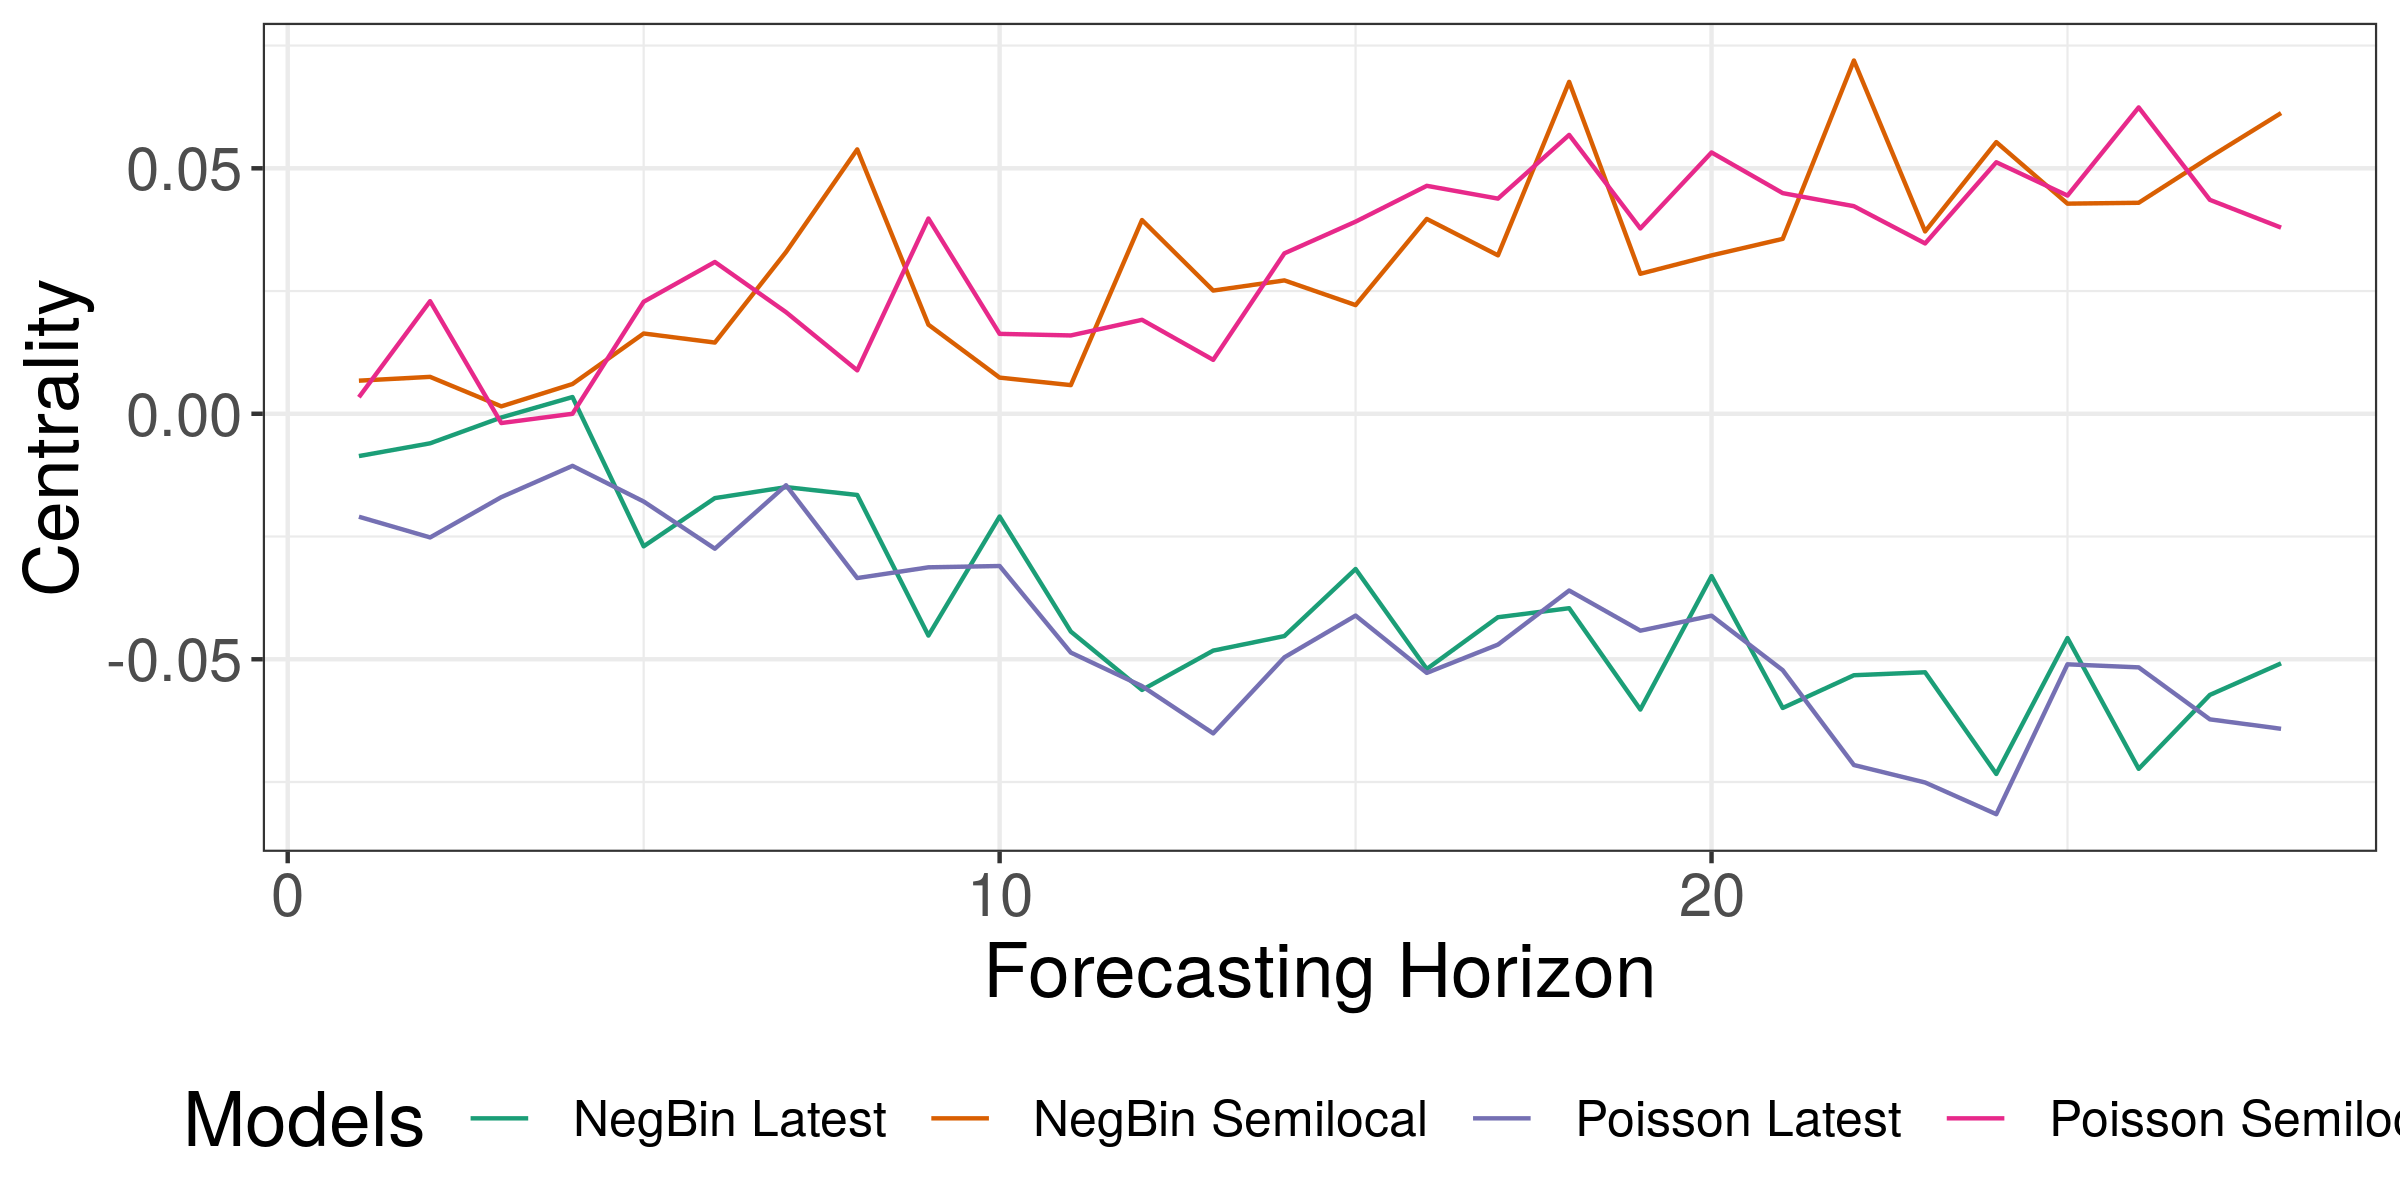 Centrality
0.05
0.00
-0.05
0
10
20
Forecasting Horizon
Models
NegBin Latest
NegBin Semilocal
Poisson Latest
Poisson